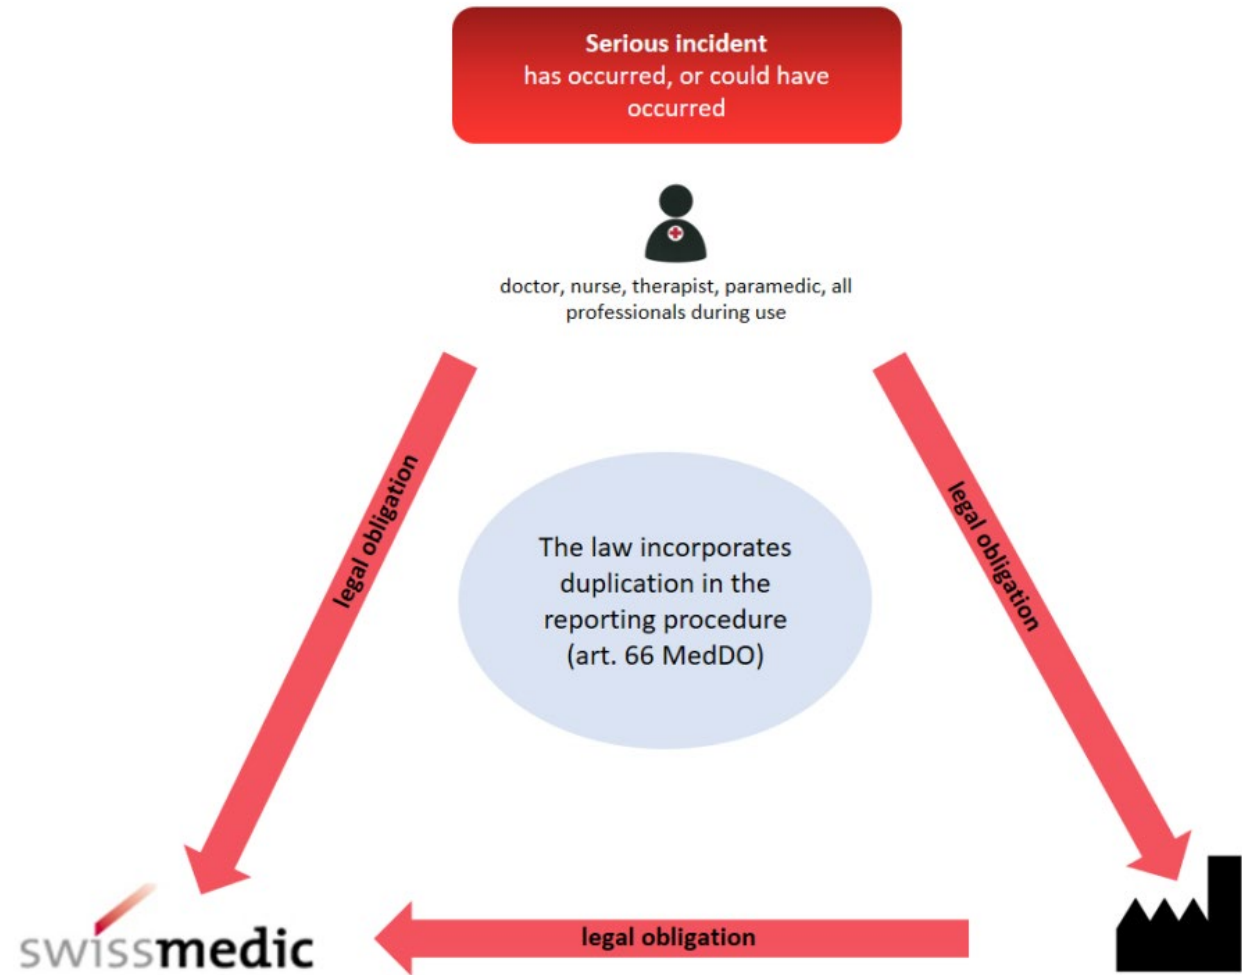 Serious incident
has occurred, or could have
occurred
doctor, nurse, therapist, paramedic, all
professionals during use
legal obligation
legal obligation
The law incorporates
duplication in the
reporting procedure
(art. 66 MedDO)
swissmedic
legal obligation